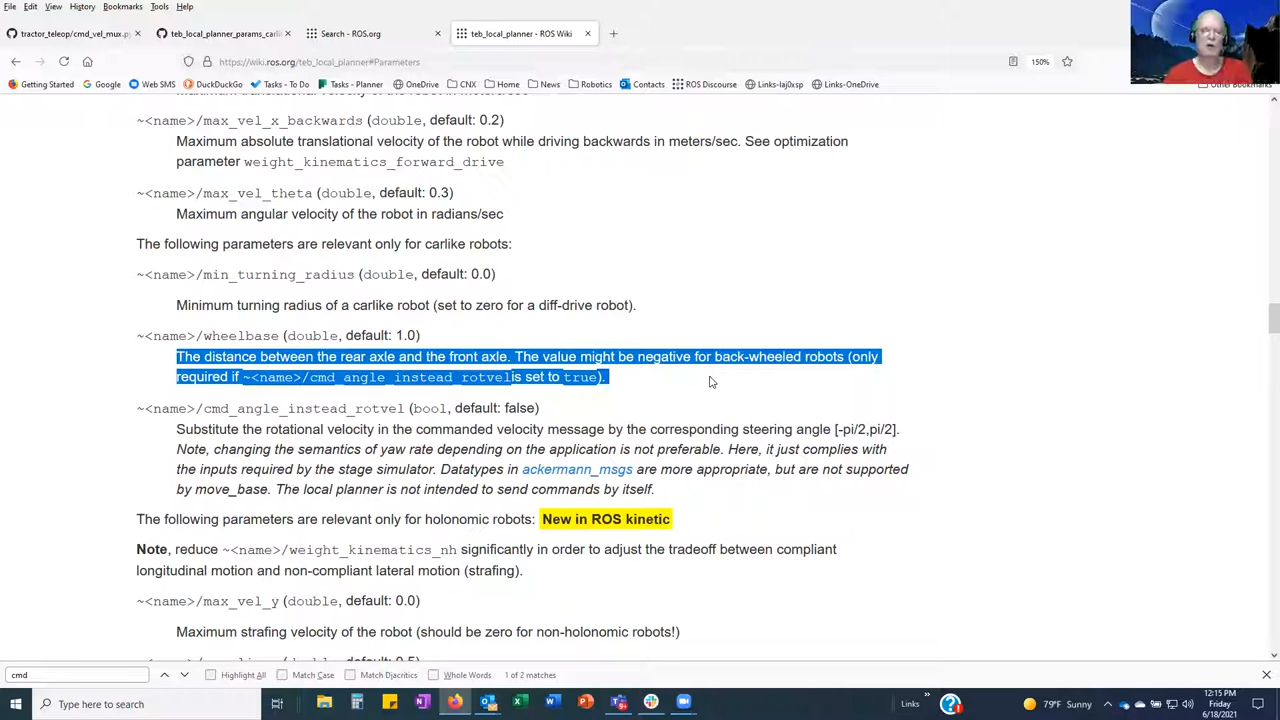 File Edit View History Bookmarks Tools Help
tractor_teleop/cmd_vel_mux.py
teb_local_planner_params_carlik
Search - ROS.org
teb_local_planner - ROS Wiki
https://wiki.ros.org/teb_local_planner#Parameters
150%
Getting Started Google Web SMS DuckDuckGo Tasks - To Do Tasks - Planner OneDrive CNX Home News Robotics Contacts ROS Discourse Links-laj0xsp Links-OneDrive Other Bookmarks
~<name>/max_vel_x_backwards (double, default: 0.2)
Maximum absolute translational velocity of the robot while driving backwards in meters/sec. See optimization
parameter weight_kinematics_forward_drive
~<name>/max_vel_theta (double, default: 0.3)
Maximum angular velocity of the robot in radians/sec
The following parameters are relevant only for carlike robots:
~<name>/min_turning_radius (double, default: 0.0)
Minimum turning radius of a carlike robot (set to zero for a diff-drive robot).
~<name>/wheelbase (double, default: 1.0)
The distance between the rear axle and the front axle. The value might be negative for back-wheeled robots (only
required if ~<name>/cmd_angle_instead_rotvel is set to true).
~<name>/cmd_angle_instead_rotvel (bool, default: false)
Substitute the rotational velocity in the commanded velocity message by the corresponding steering angle [-pi/2,pi/2].
Note, changing the semantics of yaw rate depending on the application is not preferable. Here, it just complies with
the inputs required by the stage simulator. Datatypes in ackermann_msgs are more appropriate, but are not supported
by move_base. The local planner is not intended to send commands by itself.
The following parameters are relevant only for holonomic robots: New in ROS kinetic
Note, reduce ~<name>/weight_kinematics_nh significantly in order to adjust the tradeoff between compliant
longitudinal motion and non-compliant lateral motion (strafing).
~<name>/max_vel_y (double, default: 0.0)
Maximum strafing velocity of the robot (should be zero for non-holonomic robots!)
cmd
Highlight All Match Case Match Diacritics Whole Words 1 of 2 matches
Type here to search
Links
79°F Sunny
12:15 PM
Friday
6/18/2021